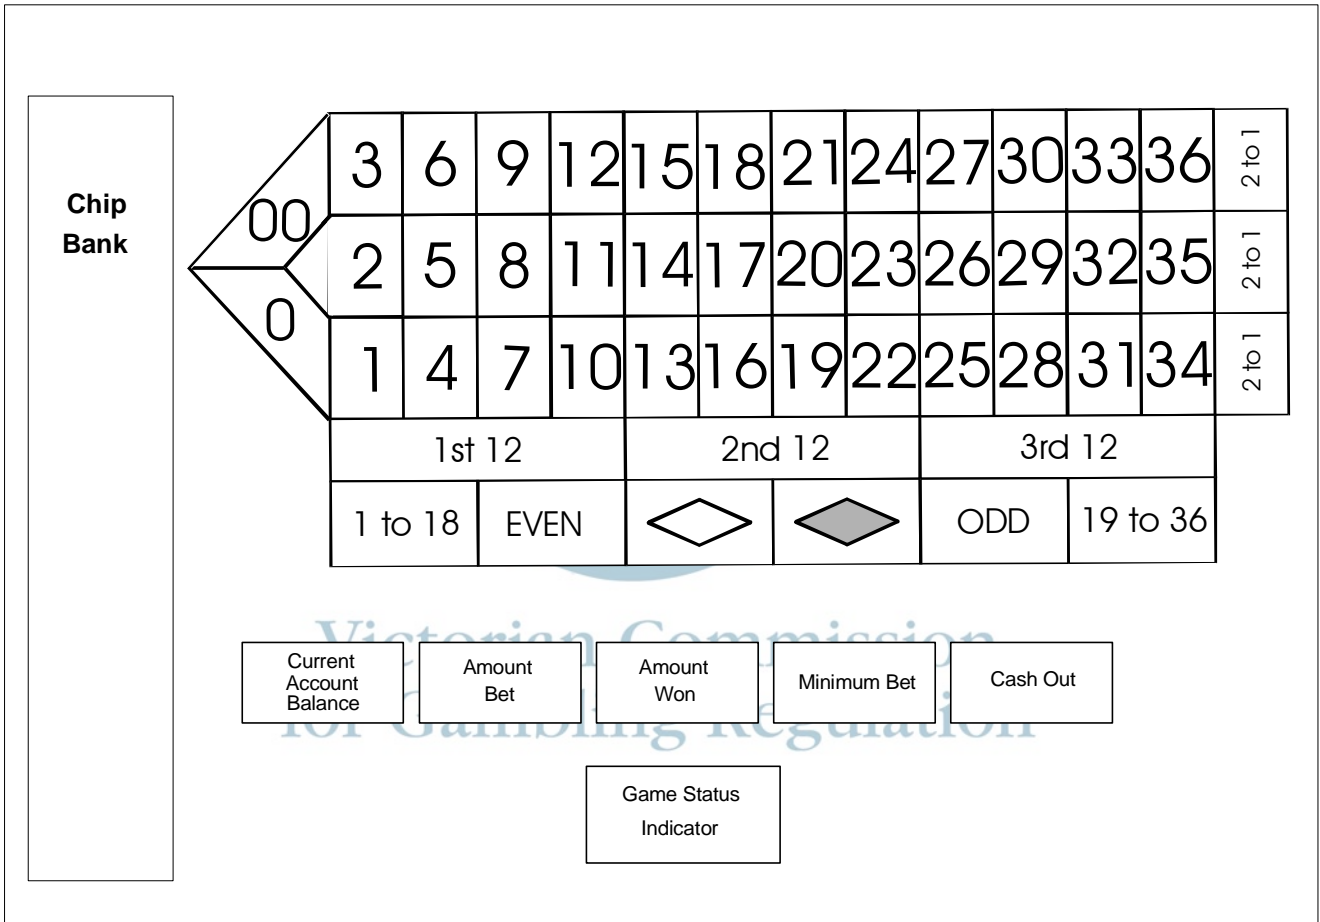 Chip
Bank
00
0
3 6 9 12 15 18 21 24 27 30 33 36 2 to 1
2 5 8 11 14 17 20 23 26 29 32 35 2 to 1
1 4 7 10 13 16 19 22 25 28 31 34 2 to 1
1st 12 2nd 12 3rd 12
1 to 18 EVEN ODD 19 to 36
Victorian Commission
for Gambling Regulation
Current
Account
Balance
Amount
Bet
Amount
Won
Minimum Bet
Cash Out
Game Status
Indicator